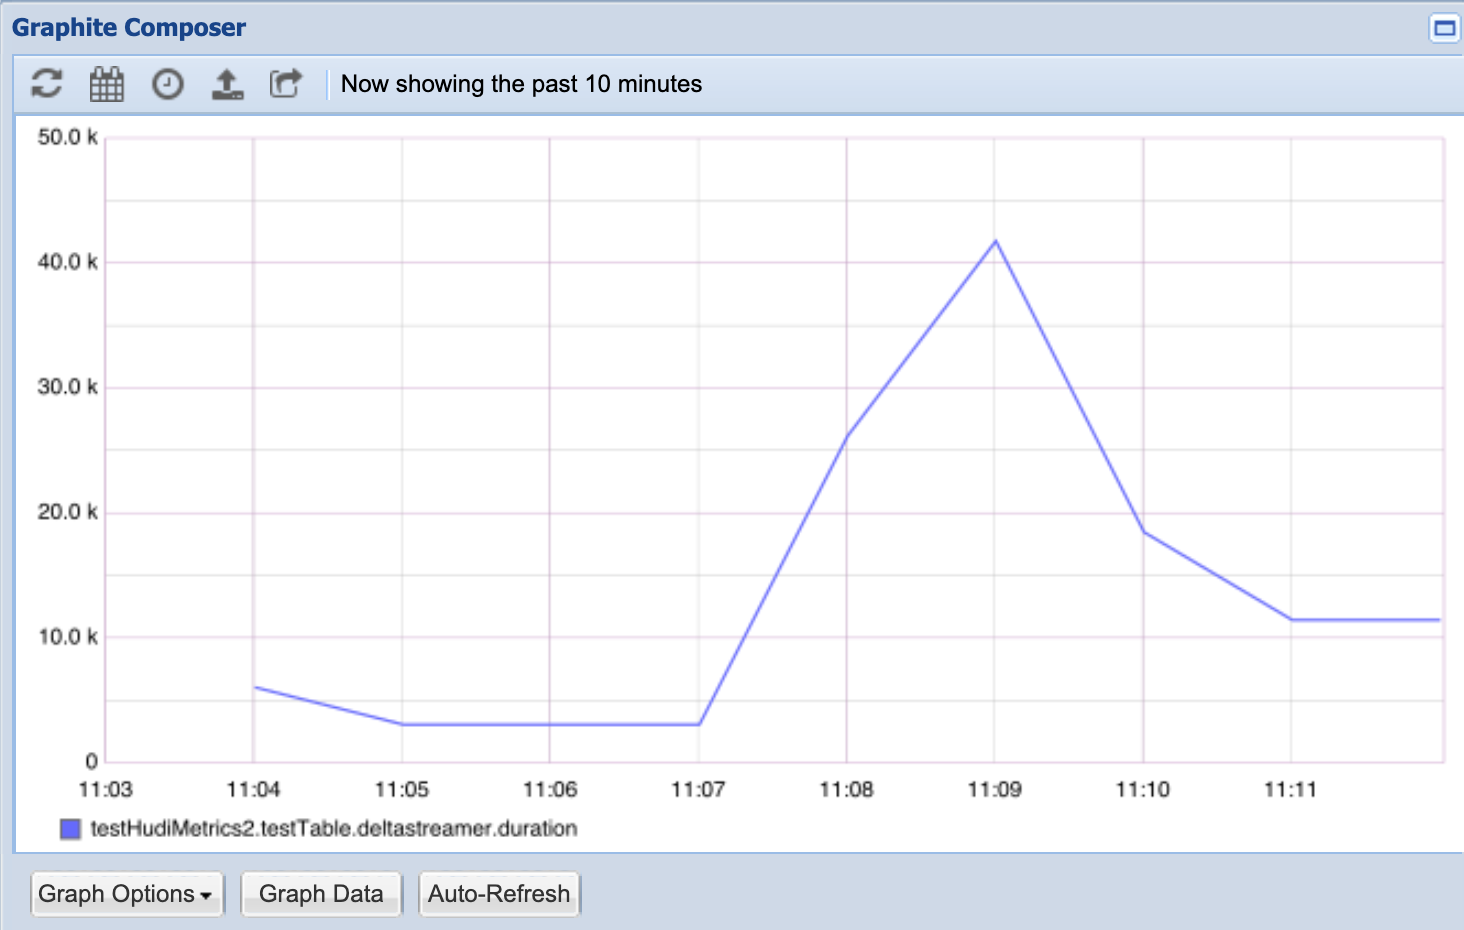 Graphite Composer
Now showing the past 10 minutes
50.0 k
40.0 k
30.0 k
20.0 k
10.0 k
0
11:03 11:04 11:05 11:06 11:07 11:08 11:09 11:10 11:11
testHudiMetrics2.testTable.deltastreamer.duration
Graph Options Graph Data Auto-Refresh